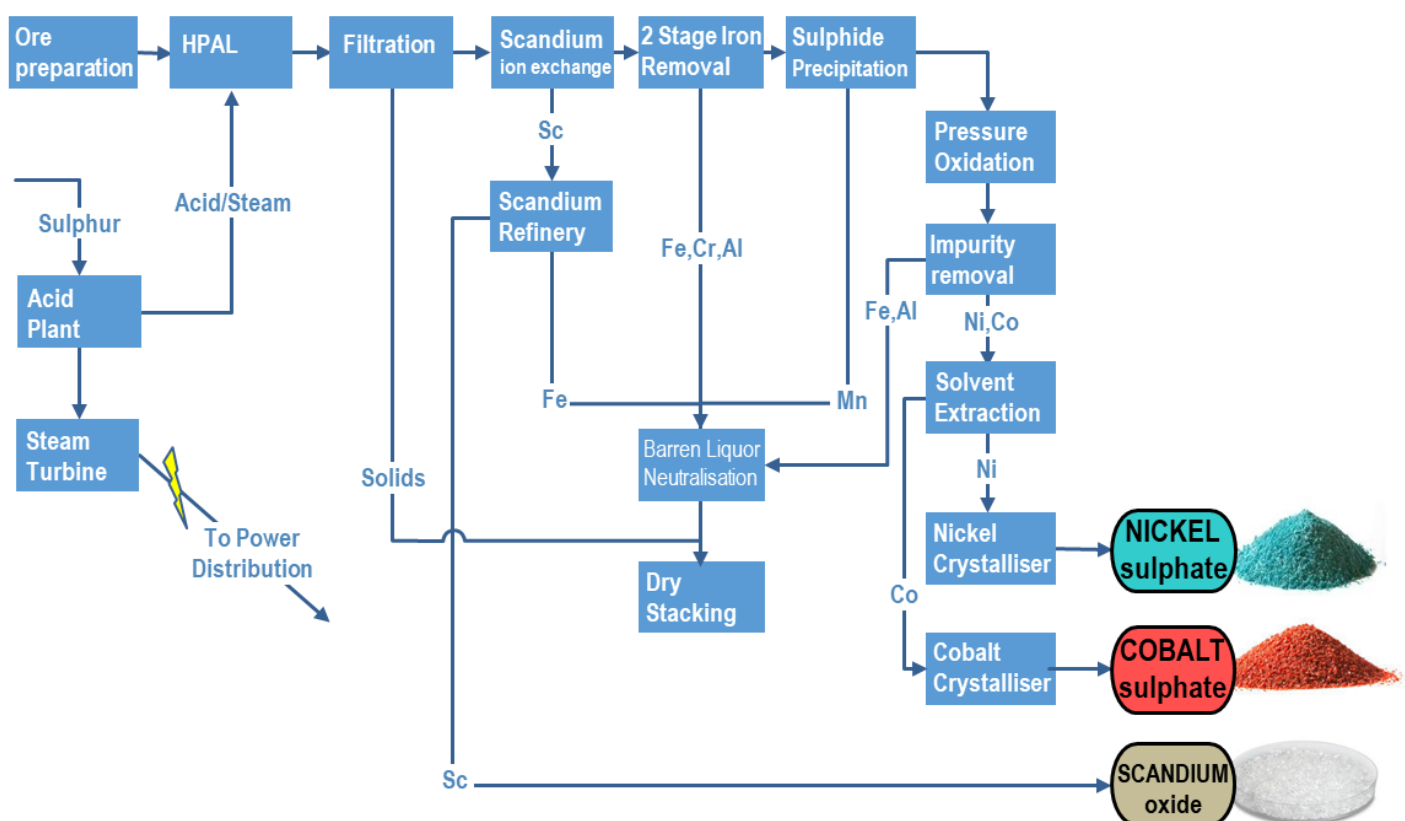 Ore
preparation
HPAL
Filtration
Scandium
ion exchange
2 Stage Iron
Removal
Sulphide
Precipitation
Pressure
Oxidation
Sc
Scandium
Refinery
Acid/Steam
Sulphur
Fe,Cr,Al
Impurity
removal
Acid
Plant
Fe,Al
Ni,Co
Solvent
Extraction
Fe
Mn
Steam
Turbine
Solids
Barren Liquor
Neutralisation
Ni
To Power
Distribution
Nickel
Crystalliser
NICKEL
sulphate
Dry
Stacking
Co
Cobalt
Crystalliser
COBALT
sulphate
Sc
SCANDIUM
oxide